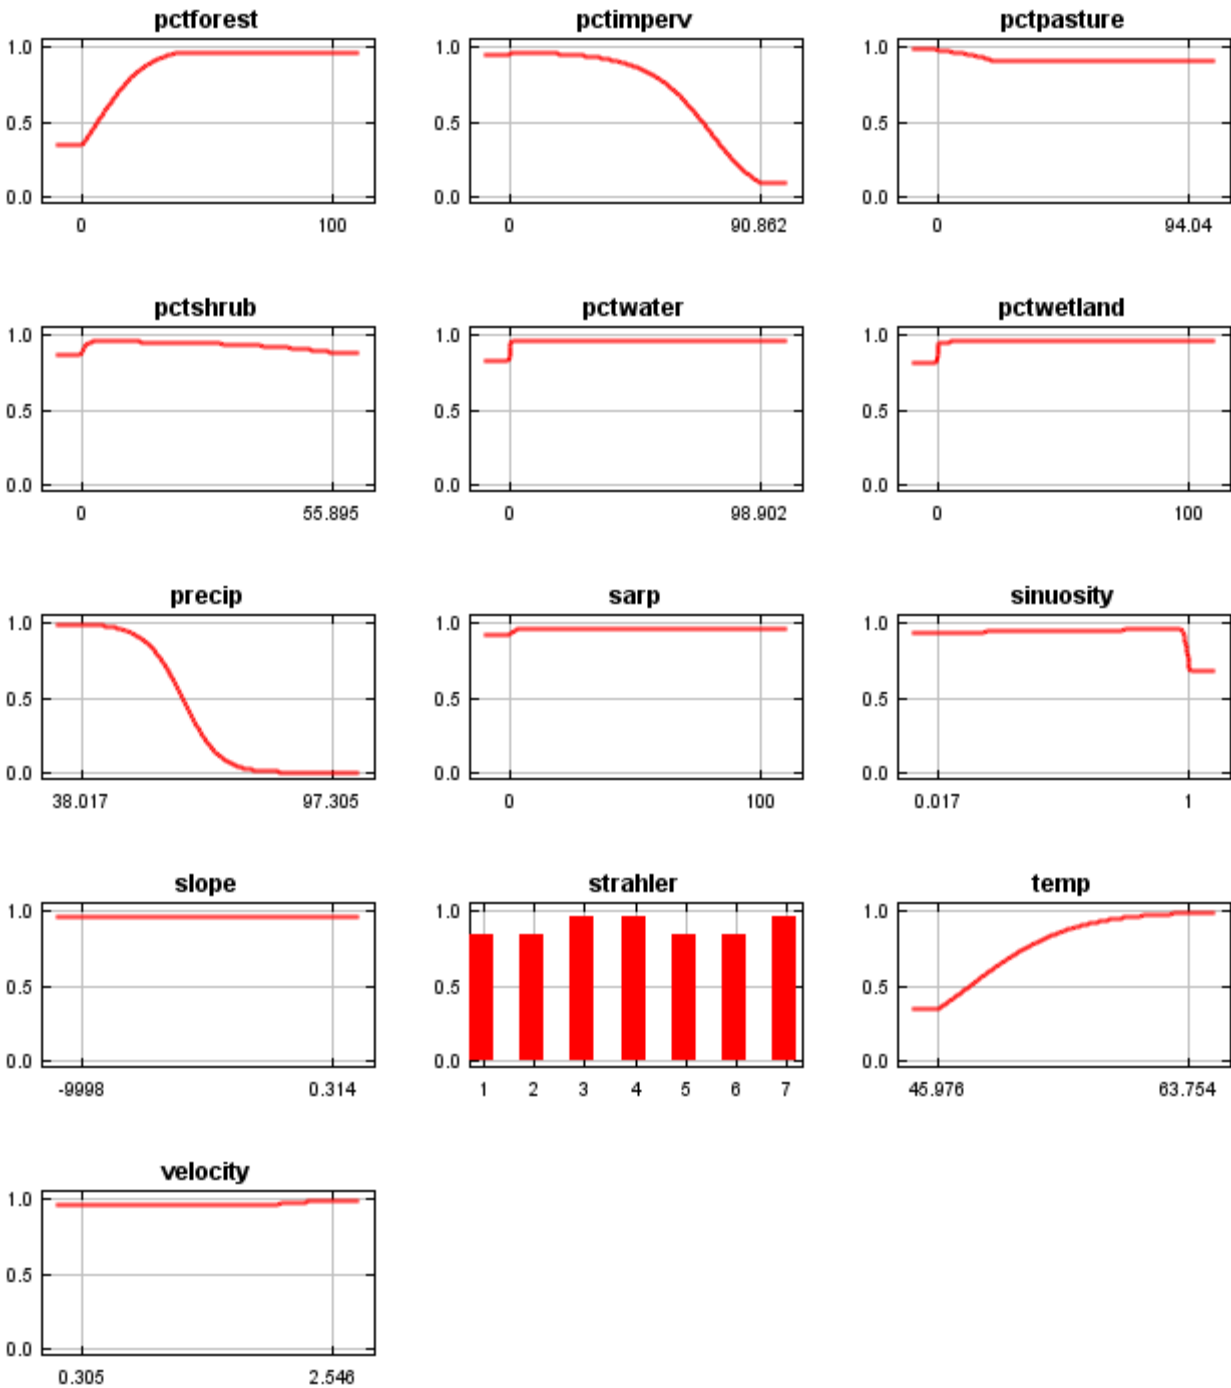 pctforest pctimperv pctpasture
1.0 1.0 1.0
0.5 0.5 0.5
0.0 0.0 0.0
0 100 0 90.862 0 94.04
pctshrub pctwater pctwetland
1.0 1.0 1.0
0.5 0.5 0.5
0.0 0.0 0.0
0 55.895 0 98.902 0 100
precip sarp sinuosity
1.0 1.0 1.0
0.5 0.5 0.5
0.0 0.0 0.0
38.017 97.305 0 100 0.017 1
slope strahler temp
1.0 1.0 1.0
0.5 0.5 0.5
0.0 0.0 0.0
-9998 0.314 1 2 3 4 5 6 7 45.976 63.754
velocity
1.0
0.5
0.0
0.305 2.546